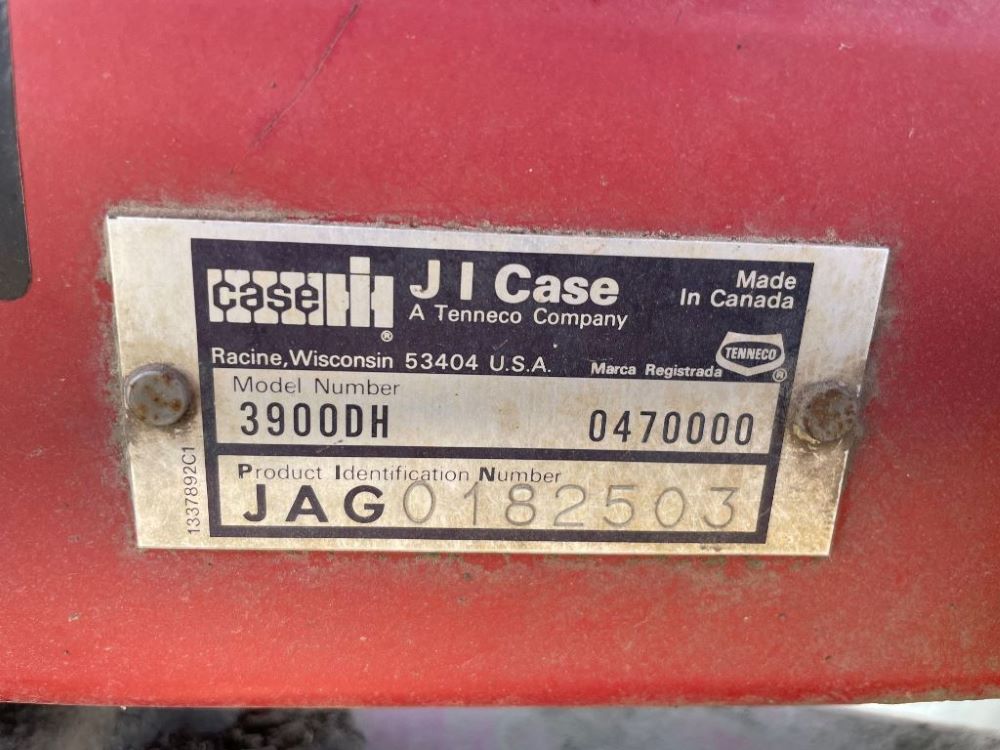 case IH ®
J I Case
A Tenneco Company
Made
In Canada
Racine, Wisconsin 53404 U.S.A.
Marca Registrada
TENNECO ®
Model Number
3900DH 0470000
Product Identification Number
JAG0182503
1337892C1